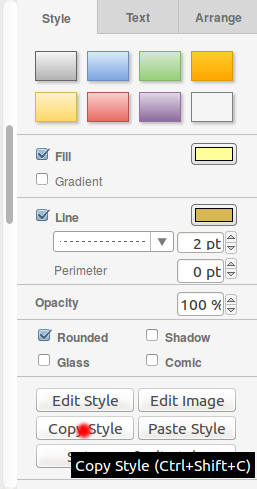 Style Text Arrange
Fill
Gradient
Line
2 pt
Perimeter 0 pt
Opacity 100 %
Rounded Shadow
Glass Comic
Edit Style Edit Image
Copy Style Paste Style
Copy Style (Ctrl+Shift+C)